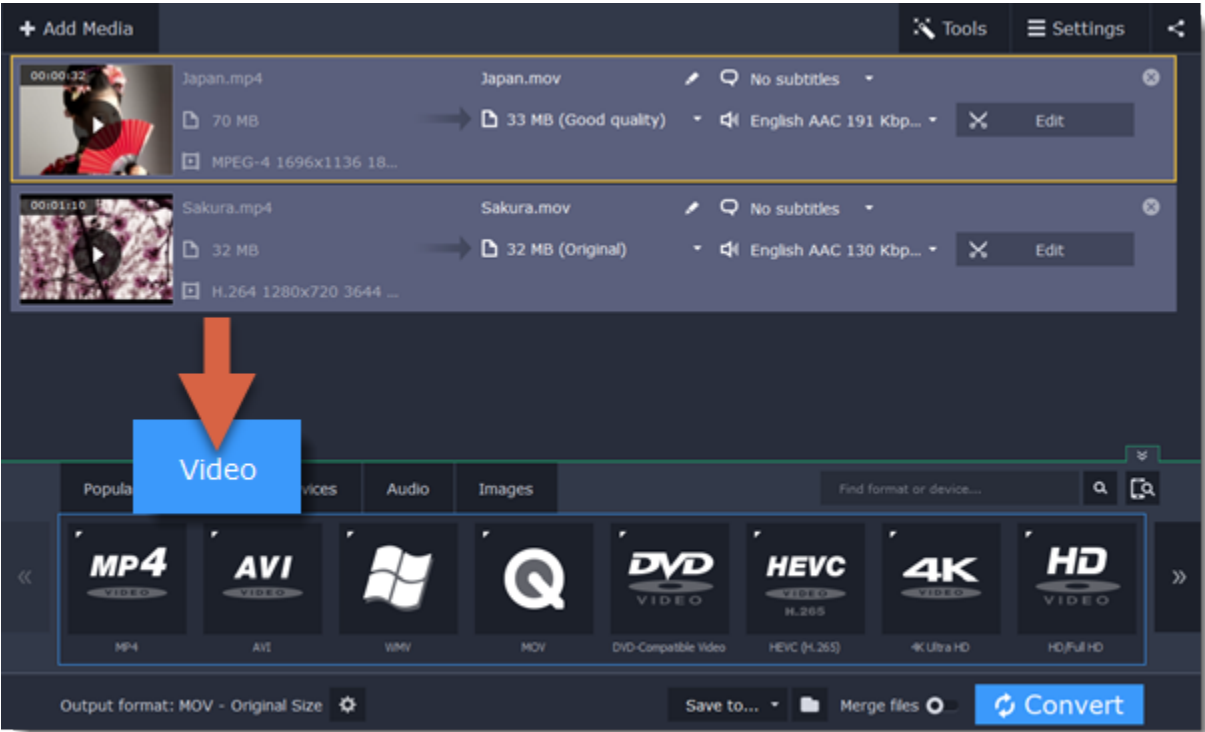 Add Media
Tools
Settings
00:00:32
Japan.mp4
Japan.mov
No subtitles
70 MB
33 MB (Good quality)
English AAC 191 Kbp...
Edit
MPEG-4 1696x1136 18...
00:01:10
Sakura.mp4
Sakura.mov
No subtitles
32 MB
32 MB (Original)
English AAC 130 Kbp...
Edit
H.264 1280x720 3644 ...
Popula
Video
vices
Audio
Images
Find format or device...
MP4
VIDEO
AVI
VIDEO
DVD
VIDEO
HEVC
VIDEO
H.265
4K
VIDEO
HD
VIDEO
MP4
AVI
WMV
MOV
DVD-Compatible Video
HEVC (H.265)
4K Ultra HD
HD/Full HD
Output format: MOV - Original Size
Save to...
Merge files
Convert